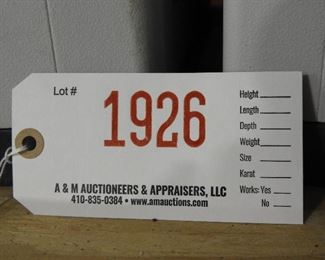 Lot #
1926
Height
Length
Depth
Weight
Size
Karat
Works: Yes
No
A & M AUCTIONEERS & APPRAISERS, LLC
410-835-0384 • www.amauctions.com